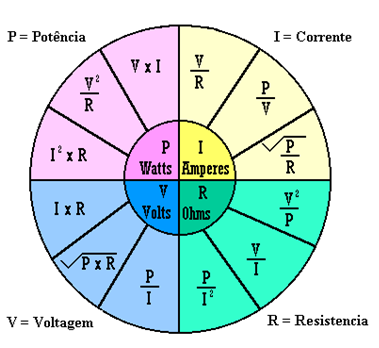 P = Potência
I = Corrente
V x I
V/R
V²/R
P/V
I² x R
√P/R
P
Watts
I
Amperes
V
Volts
R
Ohms
I x R
V²/P
√P x R
V/I
P/I
P/I²
V = Voltagem
R = Resistencia